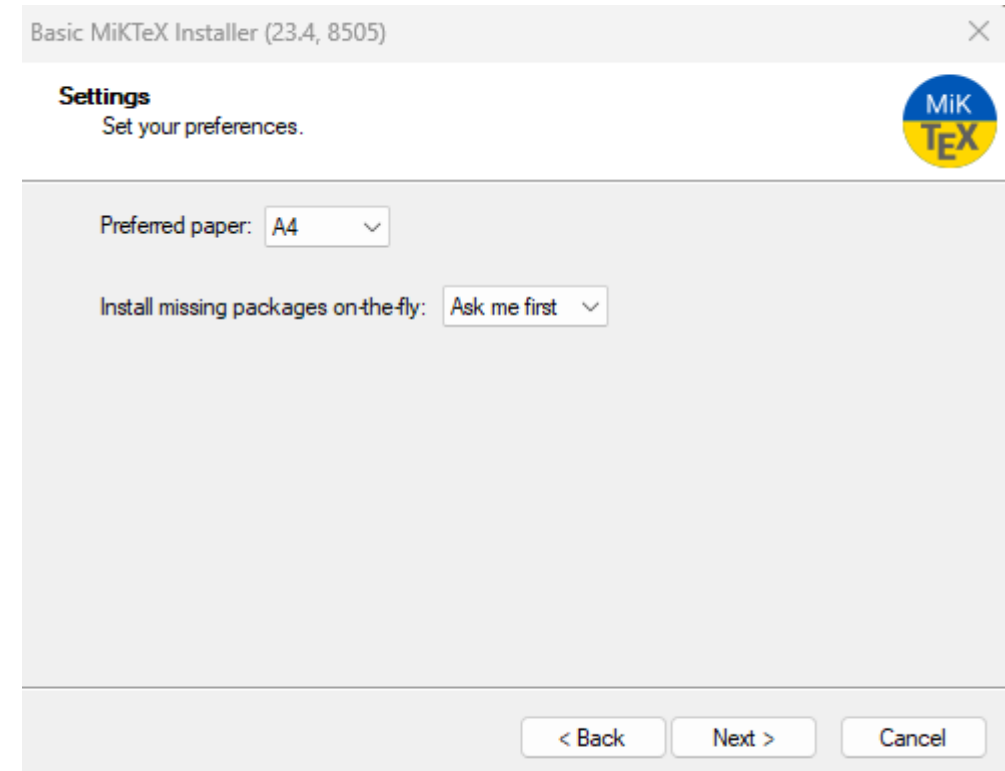 Basic MiKTeX Installer (23.4, 8505)
Settings
Set your preferences.
MiK
TEX
Preferred paper: A4
Install missing packages on-the-fly: Ask me first
< Back Next > Cancel